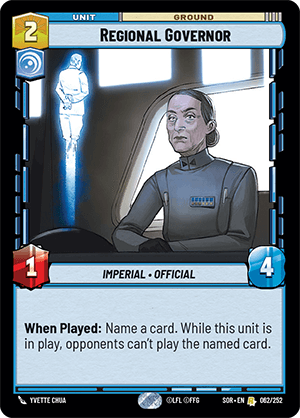 UNIT GROUND
2
REGIONAL GOVERNOR
1
4
IMPERIAL • OFFICIAL
When Played: Name a card. While this unit is
in play, opponents can't play the named card.
YVETTE CHUA ©LFL ©FFG SOR • EN R 062/252